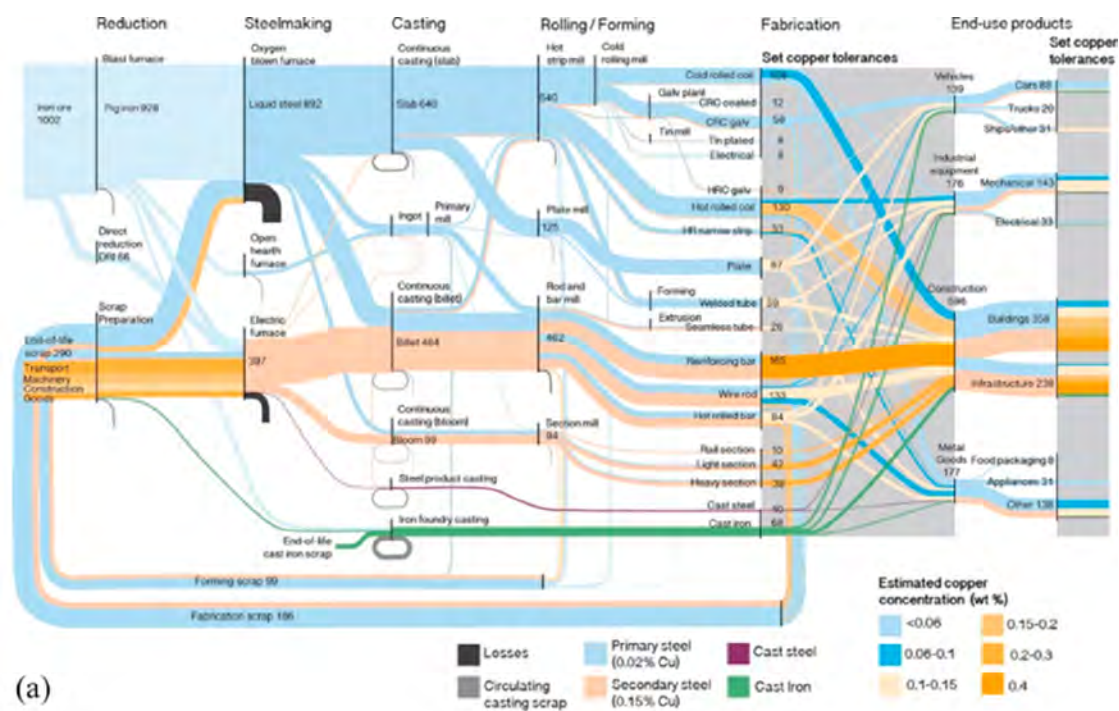 Reduction
Steelmaking
Casting
Rolling / Forming
Fabrication
End-use products
Blast furnace
Oxygen
blown furnace
Continuous
casting (slab)
Hot
strip mill
Cold
rolling mill
Set copper tolerances
Set copper
tolerances
Iron ore
1002
Pig iron 928
Liquid steel 892
Slab 640
540
Galv plant
Tin mill
Cold rolled coil
CRC coated
12
CRC galv
Tin plated
Electrical
HRC galv
9
Hot rolled coil
130
HR narrow strip
Vehicles
109
Cars 88
Trucks 20
Ships/other 31
Industrial
equipment
176
Mechanical 143
Electrical 33
Direct
reduction
DRI 66
Open
hearth
furnace
Ingot
Primary
mill
Plate mill
125
Plate
Forming
Welded tube
Extrusion
Seamless tube
26
Scrap
Preparation
Electric
furnace
397
Continuous
casting (billet)
Billet 464
Rod and
bar mill
462
Reinforcing bar
165
Wire rod
133
Hot rolled bar
84
Construction
596
Buildings 358
Infrastructure 238
End-of-life
scrap 290
Transport
Machinery
Construction
Goods
Continuous
casting (bloom)
Bloom 99
Section mill
94
Rail section
10
Light section
42
Heavy section
Steel product casting
Cast steel
Iron foundry casting
Cast iron
68
End-of-life
cast iron scrap
Metal
Goods
177
Food packaging
Appliances 31
Other 138
Forming scrap 99
Fabrication scrap 186
Losses
Circulating
casting scrap
Primary steel
(0.02% Cu)
Secondary steel
(0.15% Cu)
Cast steel
Cast Iron
Estimated copper
concentration (wt %)
<0.06
0.06-0.1
0.1-0.15
0.15-0.2
0.2-0.3
0.4
(a)